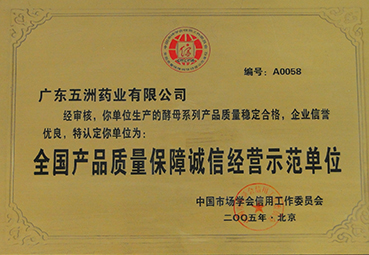 编号：A0058
广东五洲药业有限公司
经审核，你单位生产的酵母系列产品质量稳定合格，企业信誉
优良，特认定你单位为：
全国产品质量保障诚信经营示范单位
中国市场学会信用工作委员会
二〇〇五年·北京